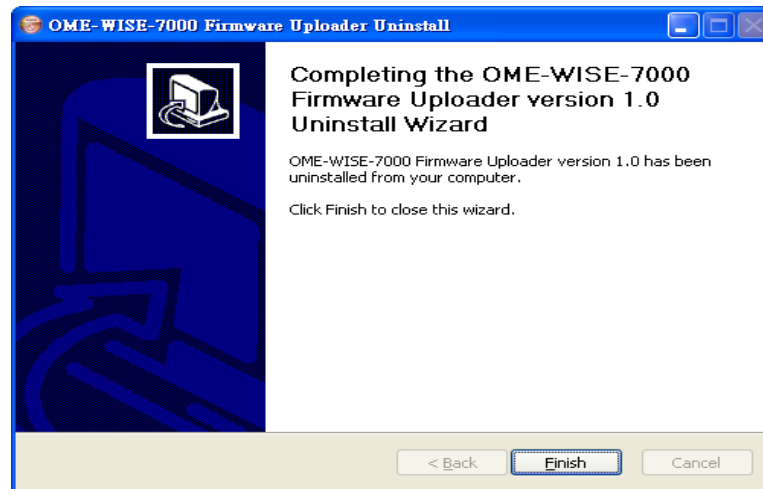 OME-WISE-7000 Firmware Uploader Uninstall
Completing the OME-WISE-7000
Firmware Uploader version 1.0
Uninstall Wizard
OME-WISE-7000 Firmware Uploader version 1.0 has been
uninstalled from your computer.
Click Finish to close this wizard.
< Back
Finish
Cancel